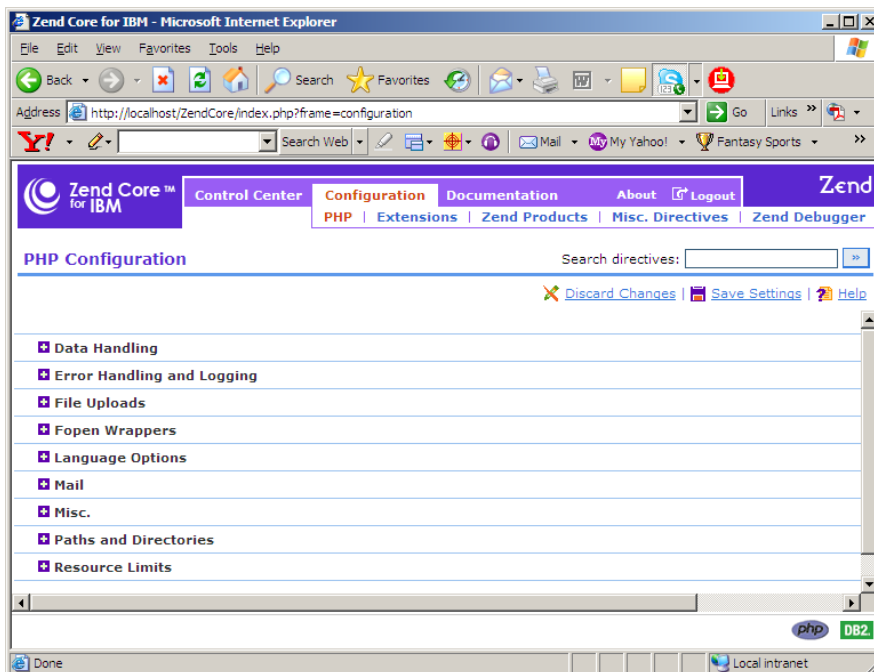 Zend Core for IBM - Microsoft Internet Explorer
File Edit View Favorites Tools Help
Back Search Favorites W 123
Address http://localhost/ZendCore/index.php?frame=configuration Go Links »
Y! Search Web Mail My My Yahoo! Fantasy Sports »
Zend Core ™ for IBM
Control Center Configuration Documentation About Logout Zend
PHP | Extensions | Zend Products | Misc. Directives | Zend Debugger
PHP Configuration Search directives: »
Discard Changes | Save Settings | Help
Data Handling
Error Handling and Logging
File Uploads
Fopen Wrappers
Language Options
Mail
Misc.
Paths and Directories
Resource Limits
php DB2.
Done Local intranet